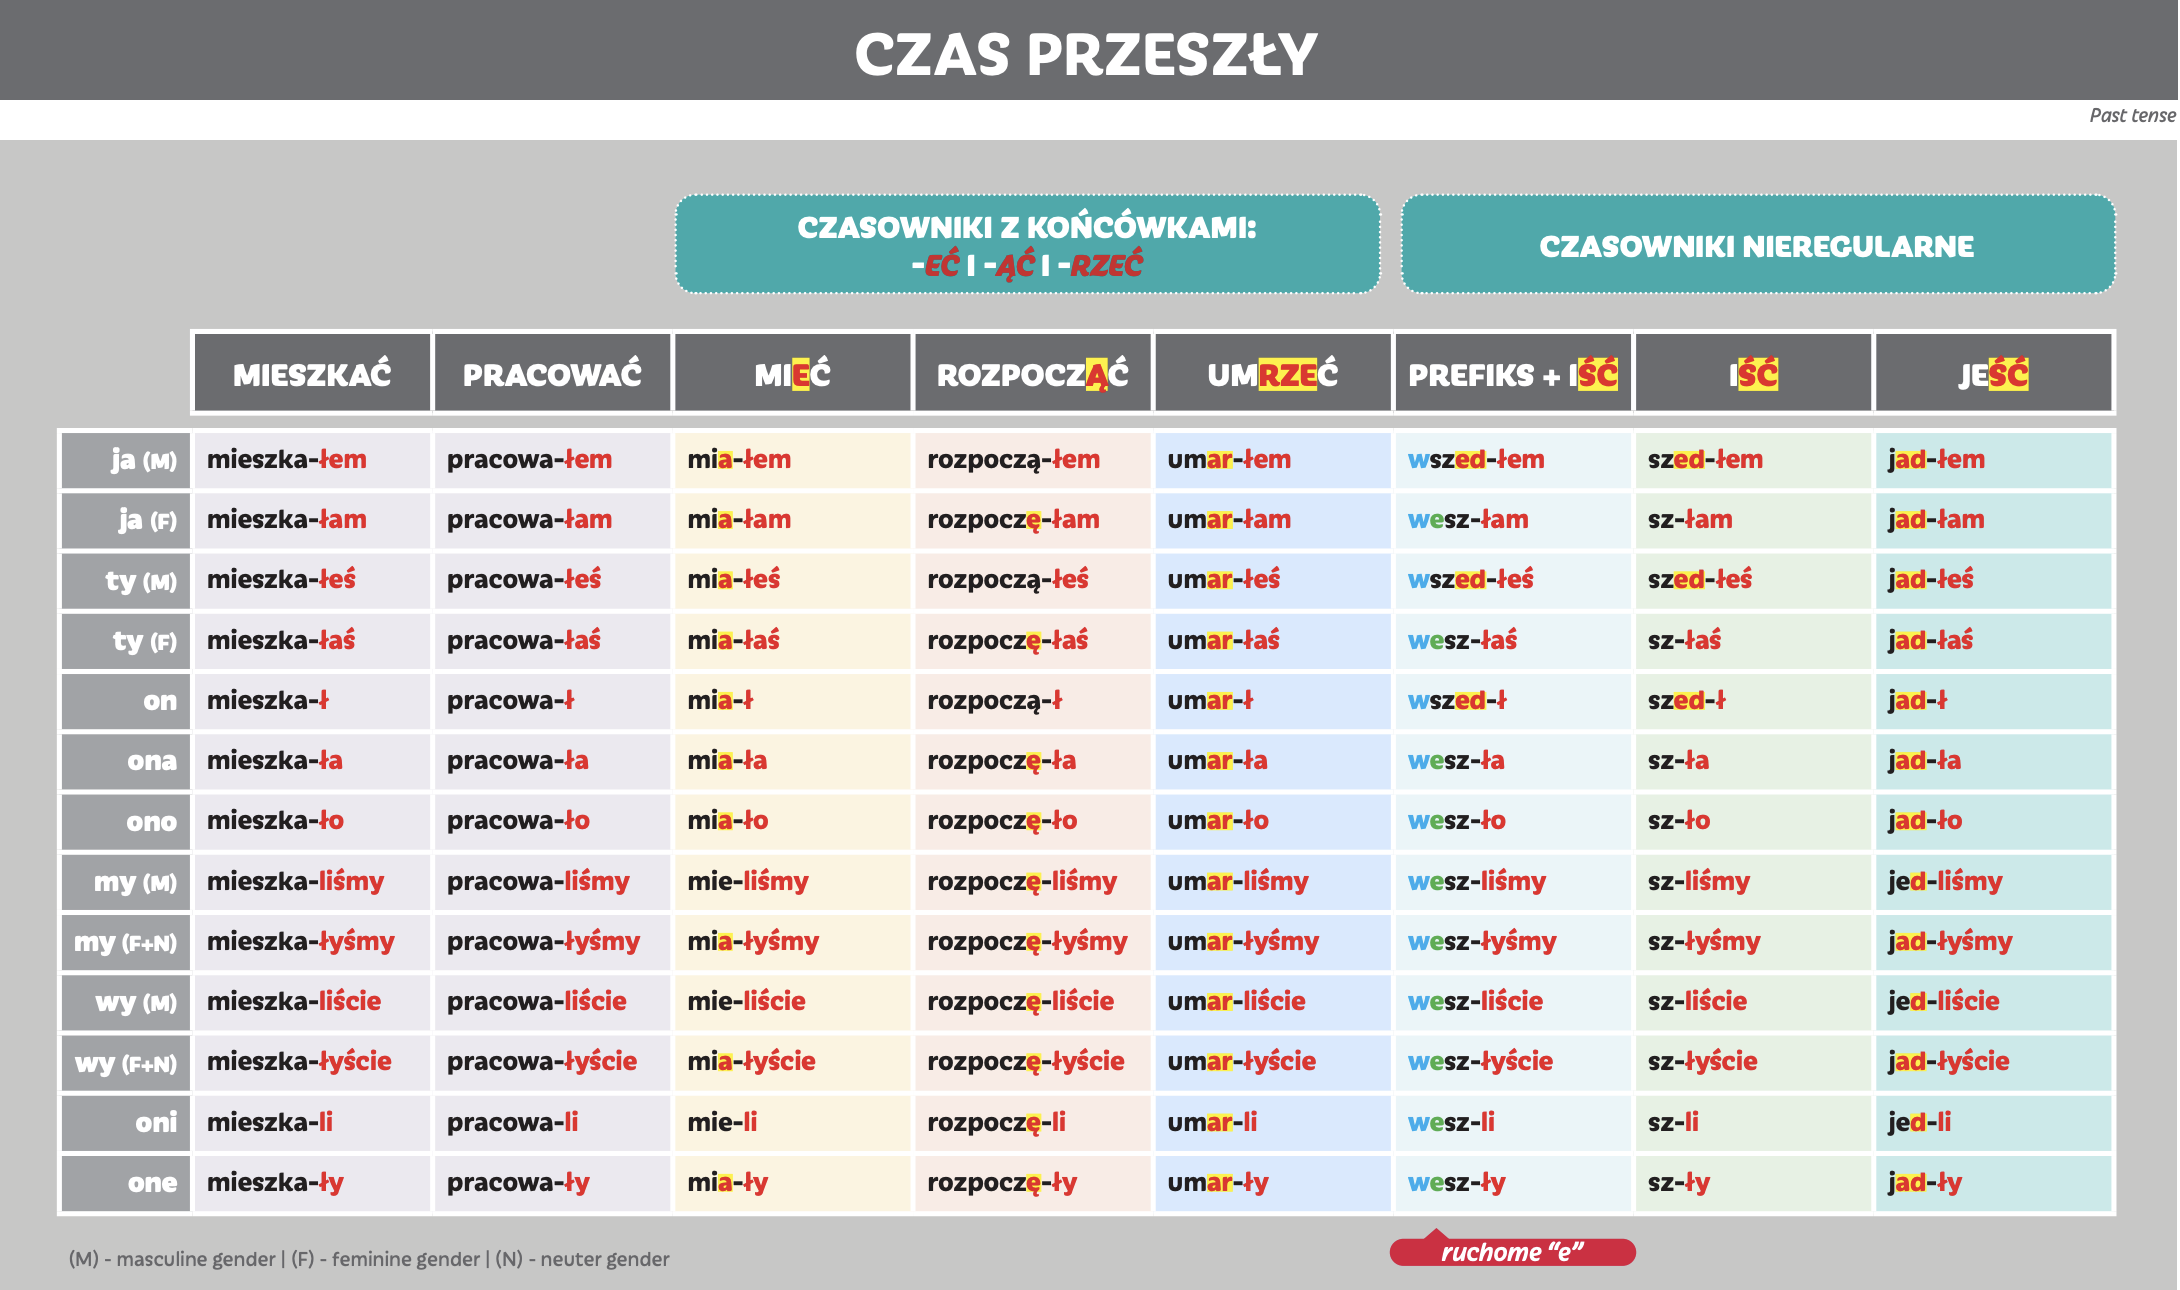 CZAS PRZESZŁY
Past tense
CZASOWNIKI Z KOŃCÓWKAMI:
-EĆ I -ĄĆ I -RZEĆ
CZASOWNIKI NIEREGULARNE
MIESZKAĆ PRACOWAĆ MIEĆ ROZPOCZĄĆ UMRZEĆ PREFIKS + IŚĆ IŚĆ JEŚĆ
ja (M) mieszka-łem pracowa-łem mia-łem rozpoczą-łem umar-łem wszed-łem szed-łem jad-łem
ja (F) mieszka-łam pracowa-łam mia-łam rozpoczę-łam umar-łam wesz-łam sz-łam jad-łam
ty (M) mieszka-łeś pracowa-łeś mia-łeś rozpoczą-łeś umar-łeś wszed-łeś szed-łeś jad-łeś
ty (F) mieszka-łaś pracowa-łaś mia-łaś rozpoczę-łaś umar-łaś wesz-łaś sz-łaś jad-łaś
on mieszka-ł pracowa-ł mia-ł rozpoczą-ł umar-ł wszed-ł szed-ł jad-ł
ona mieszka-ła pracowa-ła mia-ła rozpoczę-ła umar-ła wesz-ła sz-ła jad-ła
ono mieszka-ło pracowa-ło mia-ło rozpoczę-ło umar-ło wesz-ło sz-ło jad-ło
my (M) mieszka-liśmy pracowa-liśmy mie-liśmy rozpoczę-liśmy umar-liśmy wesz-liśmy sz-liśmy jed-liśmy
my (F+N) mieszka-łyśmy pracowa-łyśmy mia-łyśmy rozpoczę-łyśmy umar-łyśmy wesz-łyśmy sz-łyśmy jad-łyśmy
wy (M) mieszka-liście pracowa-liście mie-liście rozpoczę-liście umar-liście wesz-liście sz-liście jed-liście
wy (F+N) mieszka-łyście pracowa-łyście mia-łyście rozpoczę-łyście umar-łyście wesz-łyście sz-łyście jad-łyście
oni mieszka-li pracowa-li mie-li rozpoczę-li umar-li wesz-li sz-li jed-li
one mieszka-ły pracowa-ły mia-ły rozpoczę-ły umar-ły wesz-ły sz-ły jad-ły
(M) - masculine gender | (F) - feminine gender | (N) - neuter gender
ruchome “e”